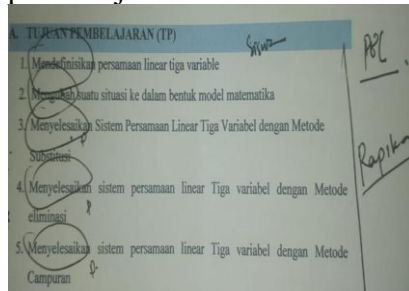 A. TUJUAN PEMBELAJARAN (TP)
Siswa
1. Mendefinisikan persamaan linear tiga variable
2. Mengubah suatu situasi ke dalam bentuk model matematika
3. Menyelesaikan Sistem Persamaan Linear Tiga Variabel dengan Metode
Substitusi
4. Menyelesaikan sistem persamaan linear Tiga variabel dengan Metode
eliminasi
5. Menyelesaikan sistem persamaan linear Tiga variabel dengan Metode
Campuran
Rapika